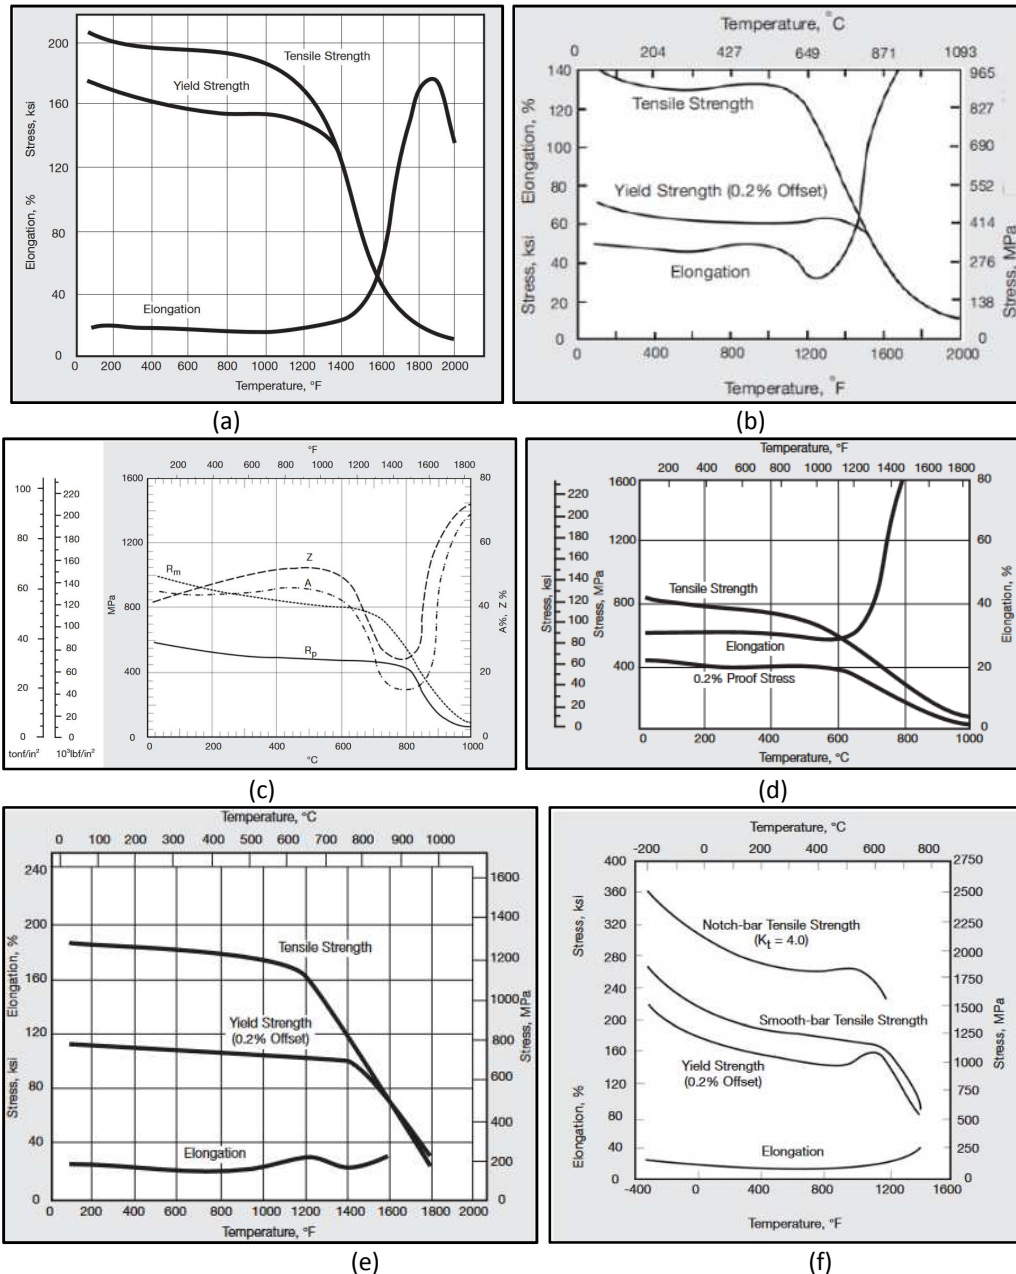 200
160
120
80
40
0
Stress, ksi
Elongation, %
Tensile Strength
Yield Strength
Elongation
0 200 400 600 800 1000 1200 1400 1600 1800 2000
Temperature, °F
(a)
Temperature, °C
0 204 427 649 871 1093
140
120
100
80
60
40
20
0
Elongation, %
Stress, ksi
Tensile Strength
Yield Strength (0.2% Offset)
Elongation
965
827
690
552
414
276
138
0
Stress, MPa
400 800 1200 1600 2000
Temperature, °F
(b)
°F
200 400 600 800 1000 1200 1400 1600 1800
100
80
60
40
20
0
tonf/in²
220
200
180
160
140
120
100
80
60
40
20
0
10³lbf/in²
1600
1200
800
400
0
MPa
Rm
Z
A
Rp
80
60
40
20
0
A%, Z %
0 200 400 600 800 1000
°C
(c)
Temperature, °F
200 400 600 800 1000 1200 1400 1600 1800
220
200
180
160
140
120
100
80
60
40
20
0
Stress, ksi
Stress, MPa
1600
1200
800
400
Tensile Strength
Elongation
0.2% Proof Stress
80
60
40
20
0
Elongation, %
0 200 400 600 800 1000
Temperature, °C
(d)
Temperature, °C
0 100 200 300 400 500 600 700 800 900 1000
240
200
160
120
80
40
0
Elongation, %
Stress, ksi
Tensile Strength
Yield Strength
(0.2% Offset)
Elongation
1600
1400
1200
1000
800
600
400
200
0
Stress, MPa
0 200 400 600 800 1000 1200 1400 1600 1800 2000
Temperature, °F
(e)
Temperature, °C
-200 0 200 400 600 800
400
360
320
280
240
200
160
120
80
40
0
Stress, ksi
Elongation, %
Notch-bar Tensile Strength
(Kt = 4.0)
Smooth-bar Tensile Strength
Yield Strength
(0.2% Offset)
Elongation
2750
2500
2250
2000
1750
1500
1250
1000
750
500
250
0
Stress, MPa
-400 0 400 800 1200 1600
Temperature, °F
(f)